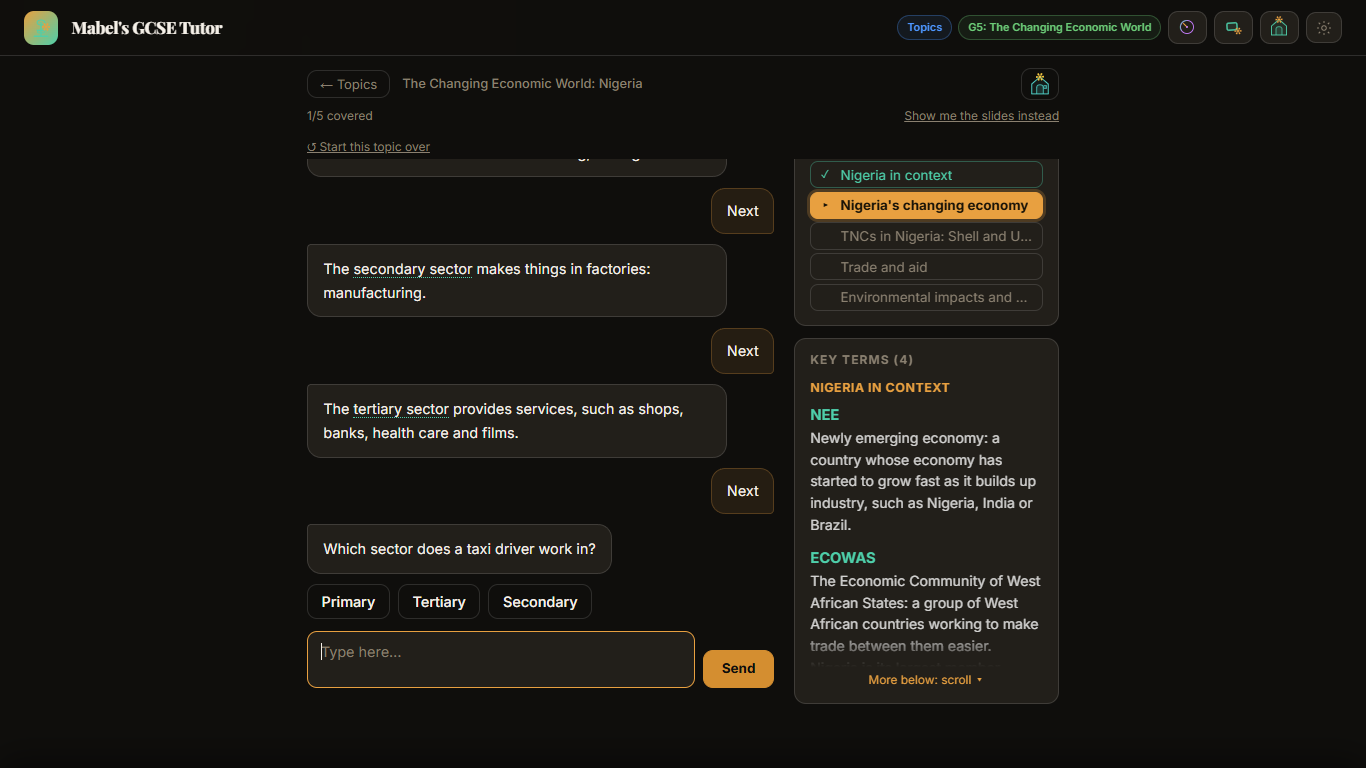 Mabel's GCSE Tutor
Topics
G5: The Changing Economic World
← Topics
The Changing Economic World: Nigeria
1/5 covered
Show me the slides instead
↺ Start this topic over
Next
The secondary sector makes things in factories:
manufacturing.
Next
The tertiary sector provides services, such as shops,
banks, health care and films.
Next
Which sector does a taxi driver work in?
Primary
Tertiary
Secondary
Type here...
Send
✓ Nigeria in context
▸ Nigeria's changing economy
TNCs in Nigeria: Shell and U...
Trade and aid
Environmental impacts and ...
KEY TERMS (4)
NIGERIA IN CONTEXT
NEE
Newly emerging economy: a
country whose economy has
started to grow fast as it builds up
industry, such as Nigeria, India or
Brazil.
ECOWAS
The Economic Community of West
African States: a group of West
African countries working to make
trade between them easier.
More below: scroll ▾